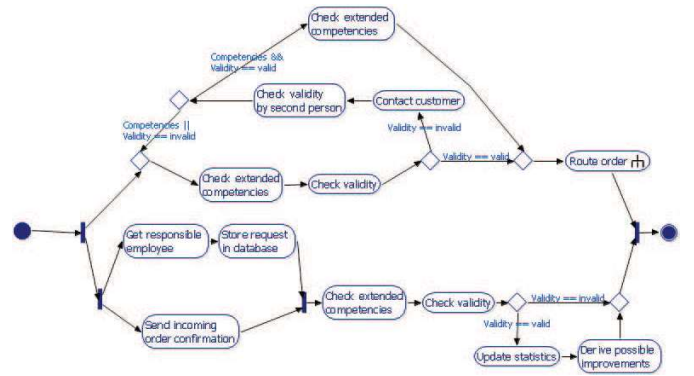 Check extended
competencies
Competencies &&
Validity == valid
Check validity
by second person
Contact customer
Competencies ||
Validity == invalid
Validity == invalid
Check extended
competencies
Check validity
Validity == valid
Route order
Get responsible
employee
Store request
in database
Send incoming
order confirmation
Check extended
competencies
Check validity
Validity == invalid
Validity == valid
Update statistics
Derive possible
improvements